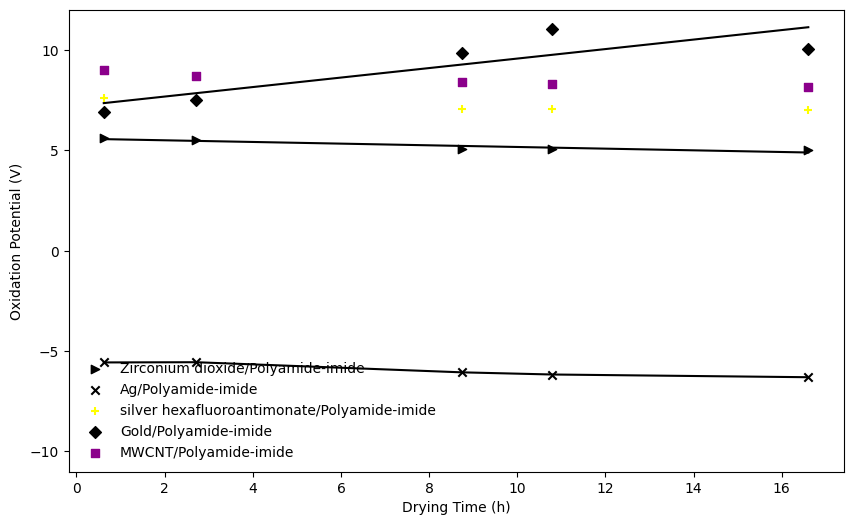 10
5
0
−5
−10
Oxidation Potential (V)
Zirconium dioxide/Polyamide-imide
Ag/Polyamide-imide
silver hexafluoroantimonate/Polyamide-imide
Gold/Polyamide-imide
MWCNT/Polyamide-imide
0 2 4 6 8 10 12 14 16
Drying Time (h)